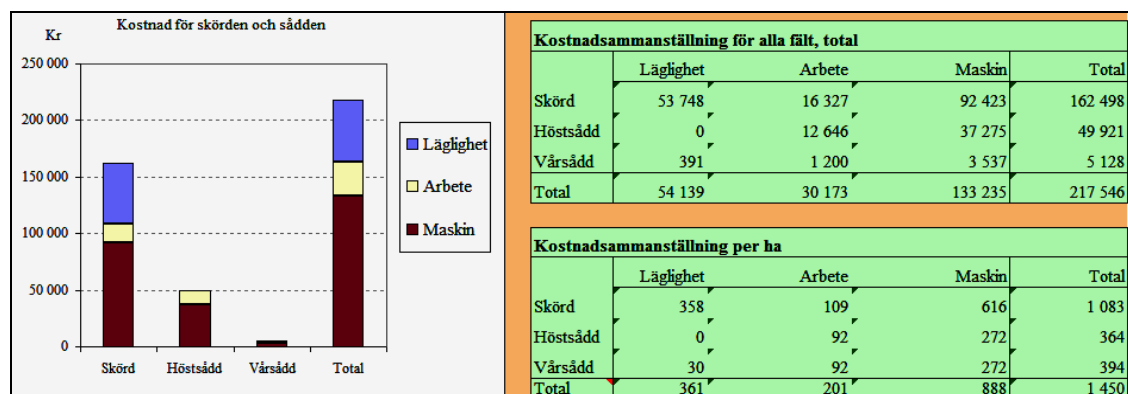 Kostnad för skörden och sådden
Kr
250 000
200 000
150 000
100 000
50 000
0
Skörd Höstsådd Vårsådd Total
Läglighet
Arbete
Maskin
Kostnadsammanställning för alla fält, total
Läglighet Arbete Maskin Total
Skörd 53 748 16 327 92 423 162 498
Höstsådd 0 12 646 37 275 49 921
Vårsådd 391 1 200 3 537 5 128
Total 54 139 30 173 133 235 217 546
Kostnadsammanställning per ha
Läglighet Arbete Maskin Total
Skörd 358 109 616 1 083
Höstsådd 0 92 272 364
Vårsådd 30 92 272 394
Total 361 201 888 1 450